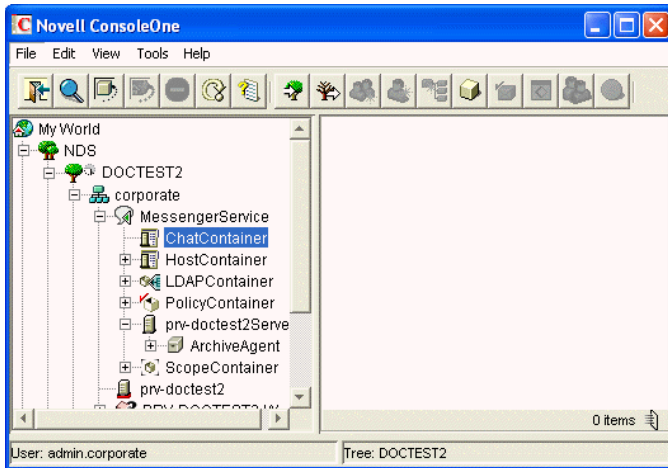 Novell ConsoleOne
File Edit View Tools Help
My World
NDS
DOCTEST2
corporate
MessengerService
ChatContainer
HostContainer
LDAPContainer
PolicyContainer
prv-doctest2Serve
ArchiveAgent
ScopeContainer
prv-doctest2
0 items
User: admin.corporate
Tree: DOCTEST2